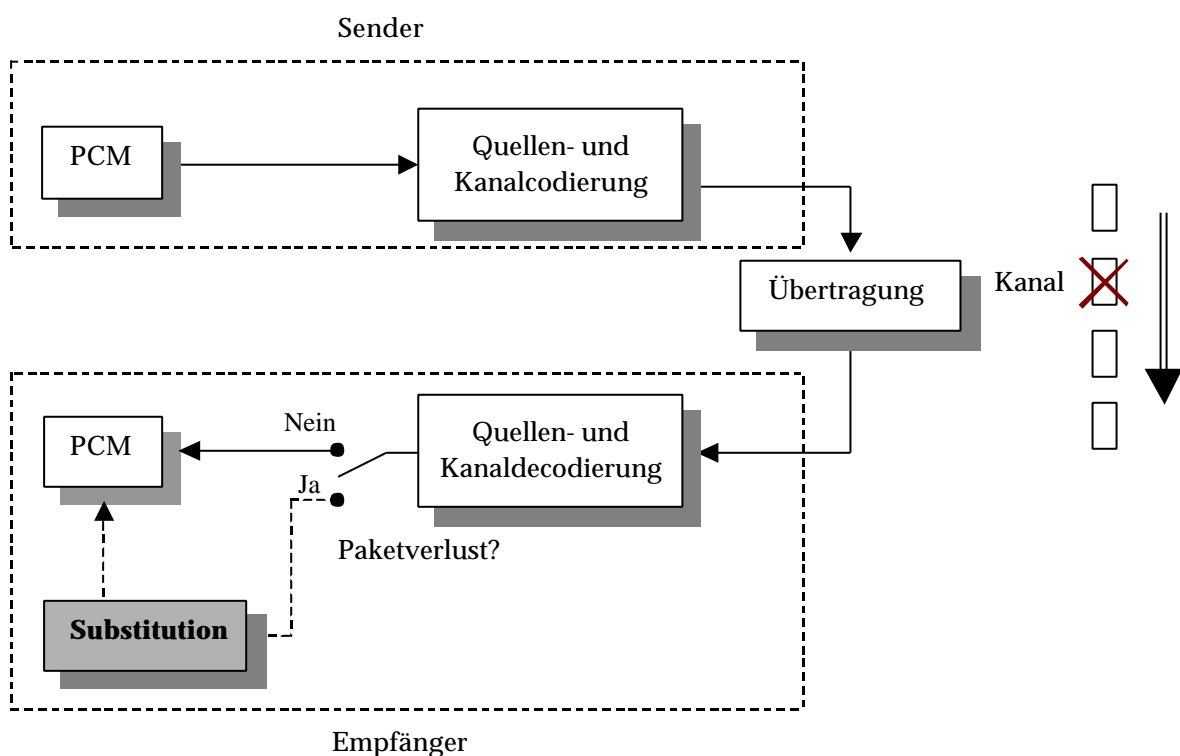 Sender
PCM
Quellen- und
Kanalcodierung
Übertragung
Kanal
PCM
Nein
Ja
Quellen- und
Kanaldecodierung
Paketverlust?
Substitution
Empfänger